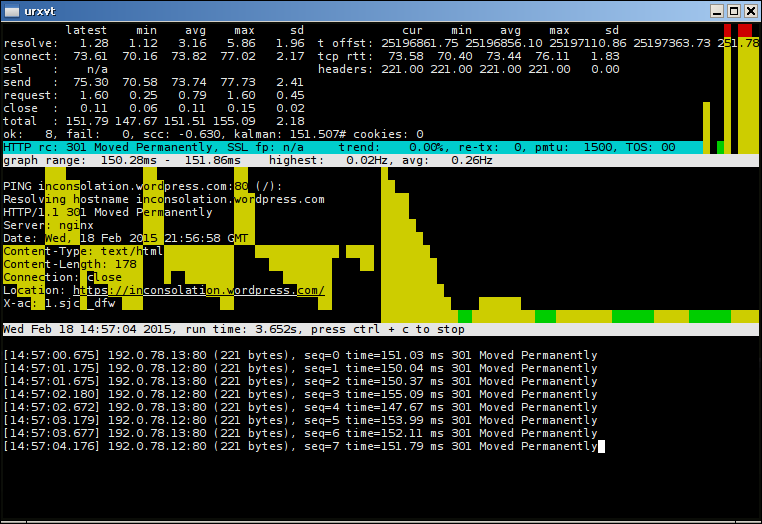 urxvt
latest min avg max sd cur min avg max sd
resolve: 1.28 1.12 3.16 5.86 1.96 t offst: 25196861.75 25196856.10 25197110.86 25197363.73 251.78
connect: 73.61 70.16 73.82 77.02 2.17 tcp rtt: 73.58 70.40 73.44 76.11 1.83
ssl : n/a headers: 221.00 221.00 221.00 221.00 0.00
send : 75.30 70.58 73.74 77.73 2.41
request: 1.60 0.25 0.79 1.60 0.45
close : 0.11 0.06 0.11 0.15 0.02
total : 151.79 147.67 151.51 155.09 2.18
ok: 8, fail: 0, scc: -0.630, kalman: 151.507# cookies: 0
HTTP rc: 301 Moved Permanently, SSL fp: n/a trend: 0.00%, re-tx: 0, pmtu: 1500, TOS: 00
graph range: 150.28ms - 151.86ms highest: 0.02Hz, avg: 0.26Hz
PING inconsolation.wordpress.com:80 (/):
Resolving hostname inconsolation.wordpress.com
HTTP/1.1 301 Moved Permanently
Server: nginx
Date: Wed, 18 Feb 2015 21:56:58 GMT
Content-Type: text/html
Content-Length: 178
Connection: close
Location: https://inconsolation.wordpress.com/
X-ac: 1.sjc _dfw
Wed Feb 18 14:57:04 2015, run time: 3.652s, press ctrl + c to stop
[14:57:00.675] 192.0.78.13:80 (221 bytes), seq=0 time=151.03 ms 301 Moved Permanently
[14:57:01.175] 192.0.78.12:80 (221 bytes), seq=1 time=150.04 ms 301 Moved Permanently
[14:57:01.675] 192.0.78.12:80 (221 bytes), seq=2 time=150.37 ms 301 Moved Permanently
[14:57:02.180] 192.0.78.13:80 (221 bytes), seq=3 time=155.09 ms 301 Moved Permanently
[14:57:02.672] 192.0.78.13:80 (221 bytes), seq=4 time=147.67 ms 301 Moved Permanently
[14:57:03.179] 192.0.78.12:80 (221 bytes), seq=5 time=153.99 ms 301 Moved Permanently
[14:57:03.677] 192.0.78.13:80 (221 bytes), seq=6 time=152.11 ms 301 Moved Permanently
[14:57:04.176] 192.0.78.12:80 (221 bytes), seq=7 time=151.79 ms 301 Moved Permanently